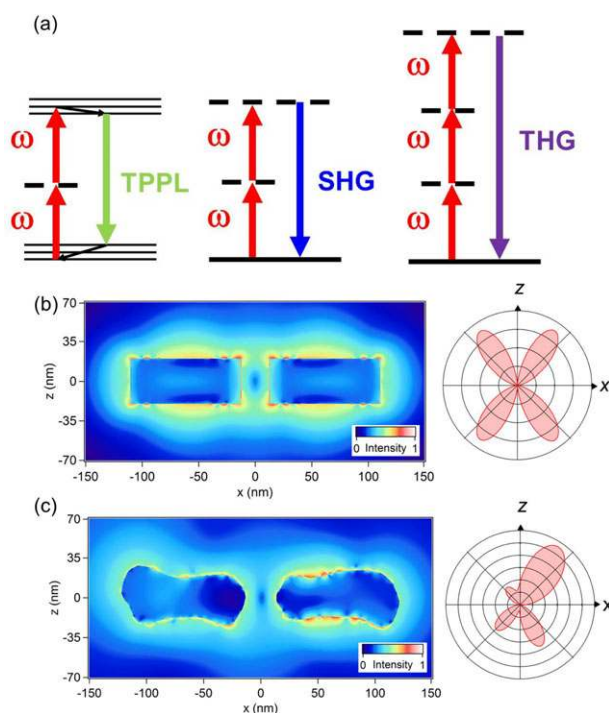 (a)
ω
ω
TPPL
ω
ω
SHG
ω
ω
ω
THG
(b)
70
35
0
-35
-70
z (nm)
-150 -100 -50 0 50 100 150
x (nm)
0 Intensity 1
z
x
(c)
70
35
0
-35
-70
z (nm)
-150 -100 -50 0 50 100 150
x (nm)
0 Intensity 1
z
x